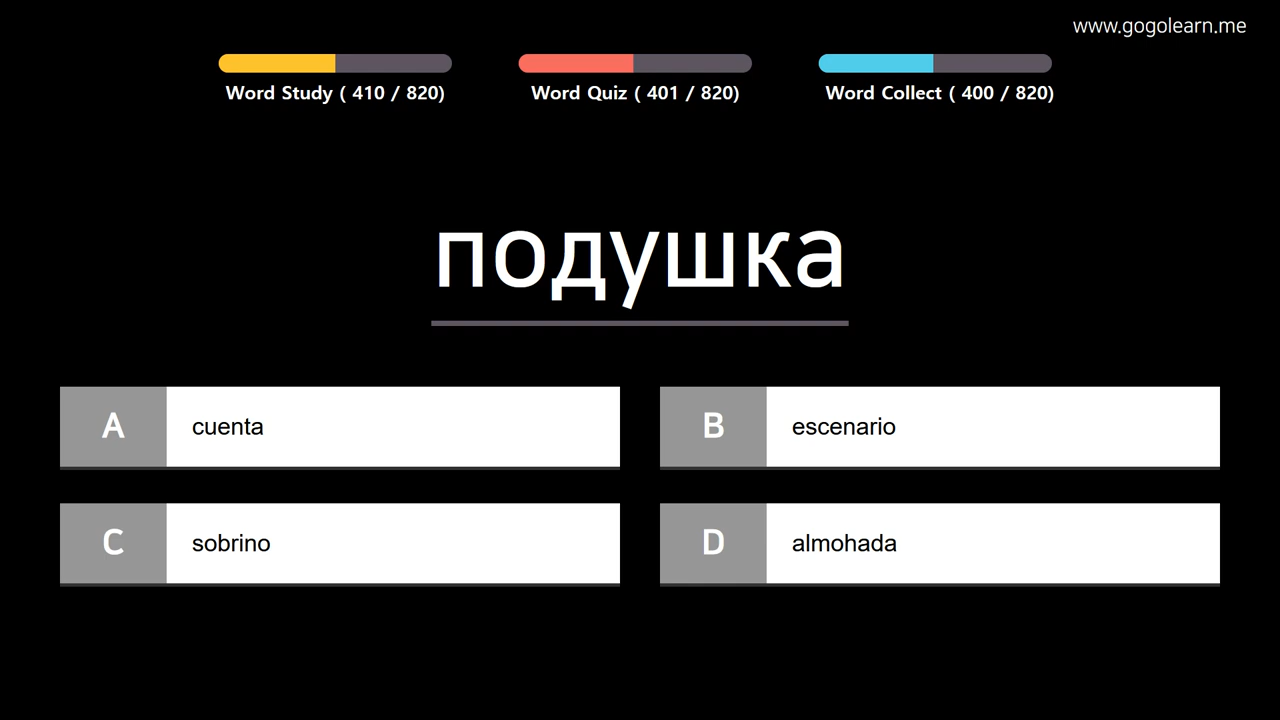 www.gogolearn.me
Word Study ( 410 / 820)
Word Quiz ( 401 / 820)
Word Collect ( 400 / 820)
подушка
A cuenta
B escenario
C sobrino
D almohada